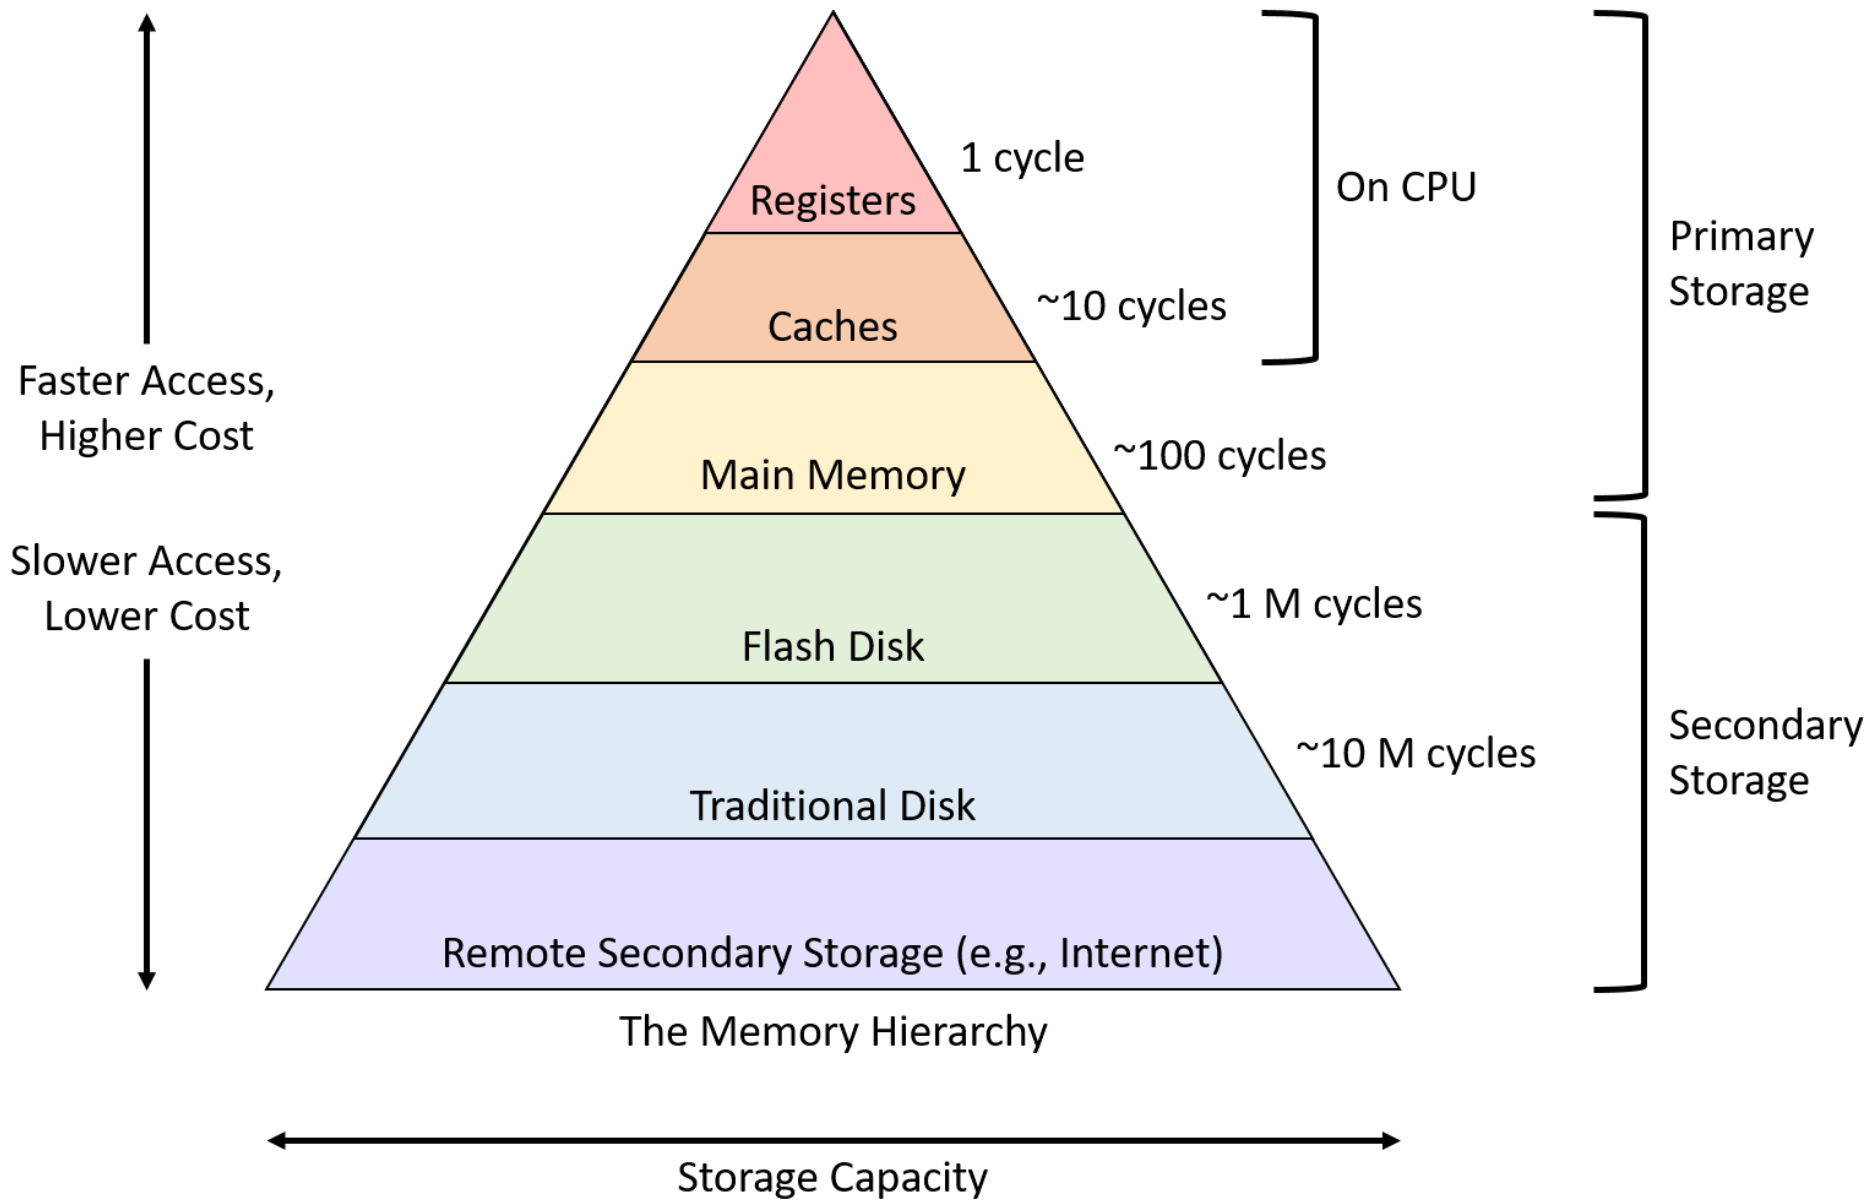 1 cycle
On CPU
Registers
Primary
Storage
~10 cycles
Caches
Faster Access,
Higher Cost
~100 cycles
Main Memory
Slower Access,
Lower Cost
~1 M cycles
Flash Disk
Secondary
Storage
~10 M cycles
Traditional Disk
Remote Secondary Storage (e.g., Internet)
The Memory Hierarchy
Storage Capacity